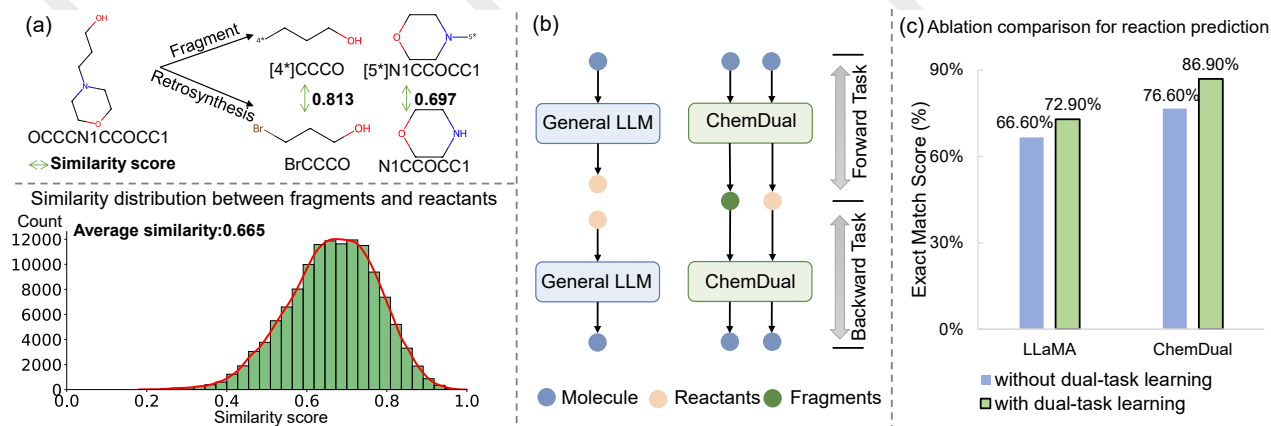 (a)
OH
Fragment
Retrosynthesis
N
O
OCCCN1CCOCC1
Similarity score
4*
OH
[4*]CCCO
O
N
5*
[5*]N1CCOCC1
0.813
0.697
Br
OH
BrCCCO
O
NH
N1CCOCC1
Similarity distribution between fragments and reactants
Count
Average similarity:0.665
12000
10000
8000
6000
4000
2000
0
0.0 0.2 0.4 0.6 0.8 1.0
Similarity score
(b)
General LLM
ChemDual
Forward Task
General LLM
ChemDual
Backward Task
Molecule Reactants Fragments
(c) Ablation comparison for reaction prediction
Exact Match Score (%)
90%
60%
30%
0%
66.60%
72.90%
76.60%
86.90%
LLaMA ChemDual
without dual-task learning
with dual-task learning